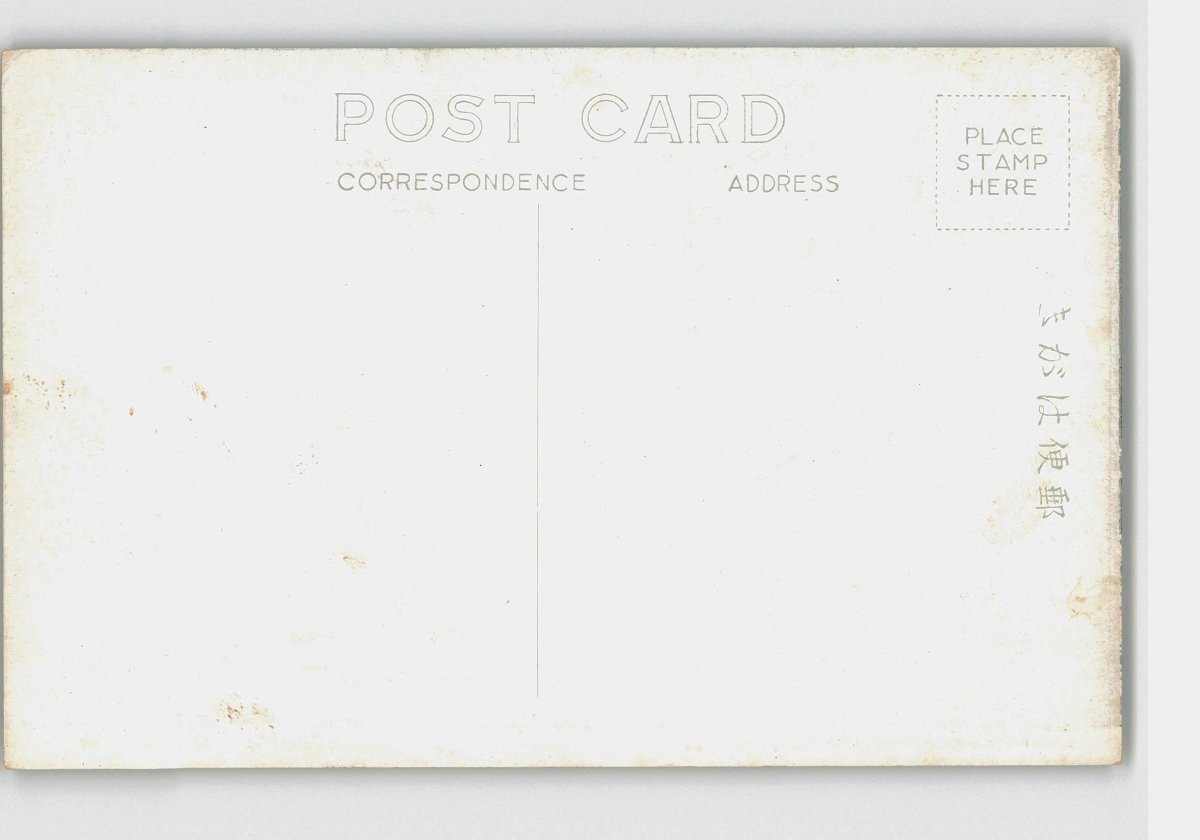 POST CARD
CORRESPONDENCE
ADDRESS
PLACE
STAMP
HERE
郵便はがき